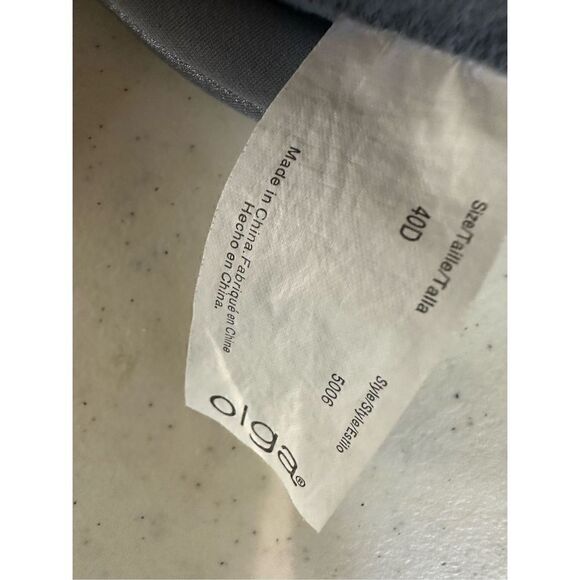 olga®
Style/Style/Estilo
5006
Size/Taille/Talla
40D
Made in China. Fabriqué en Chine
Hecho en China.